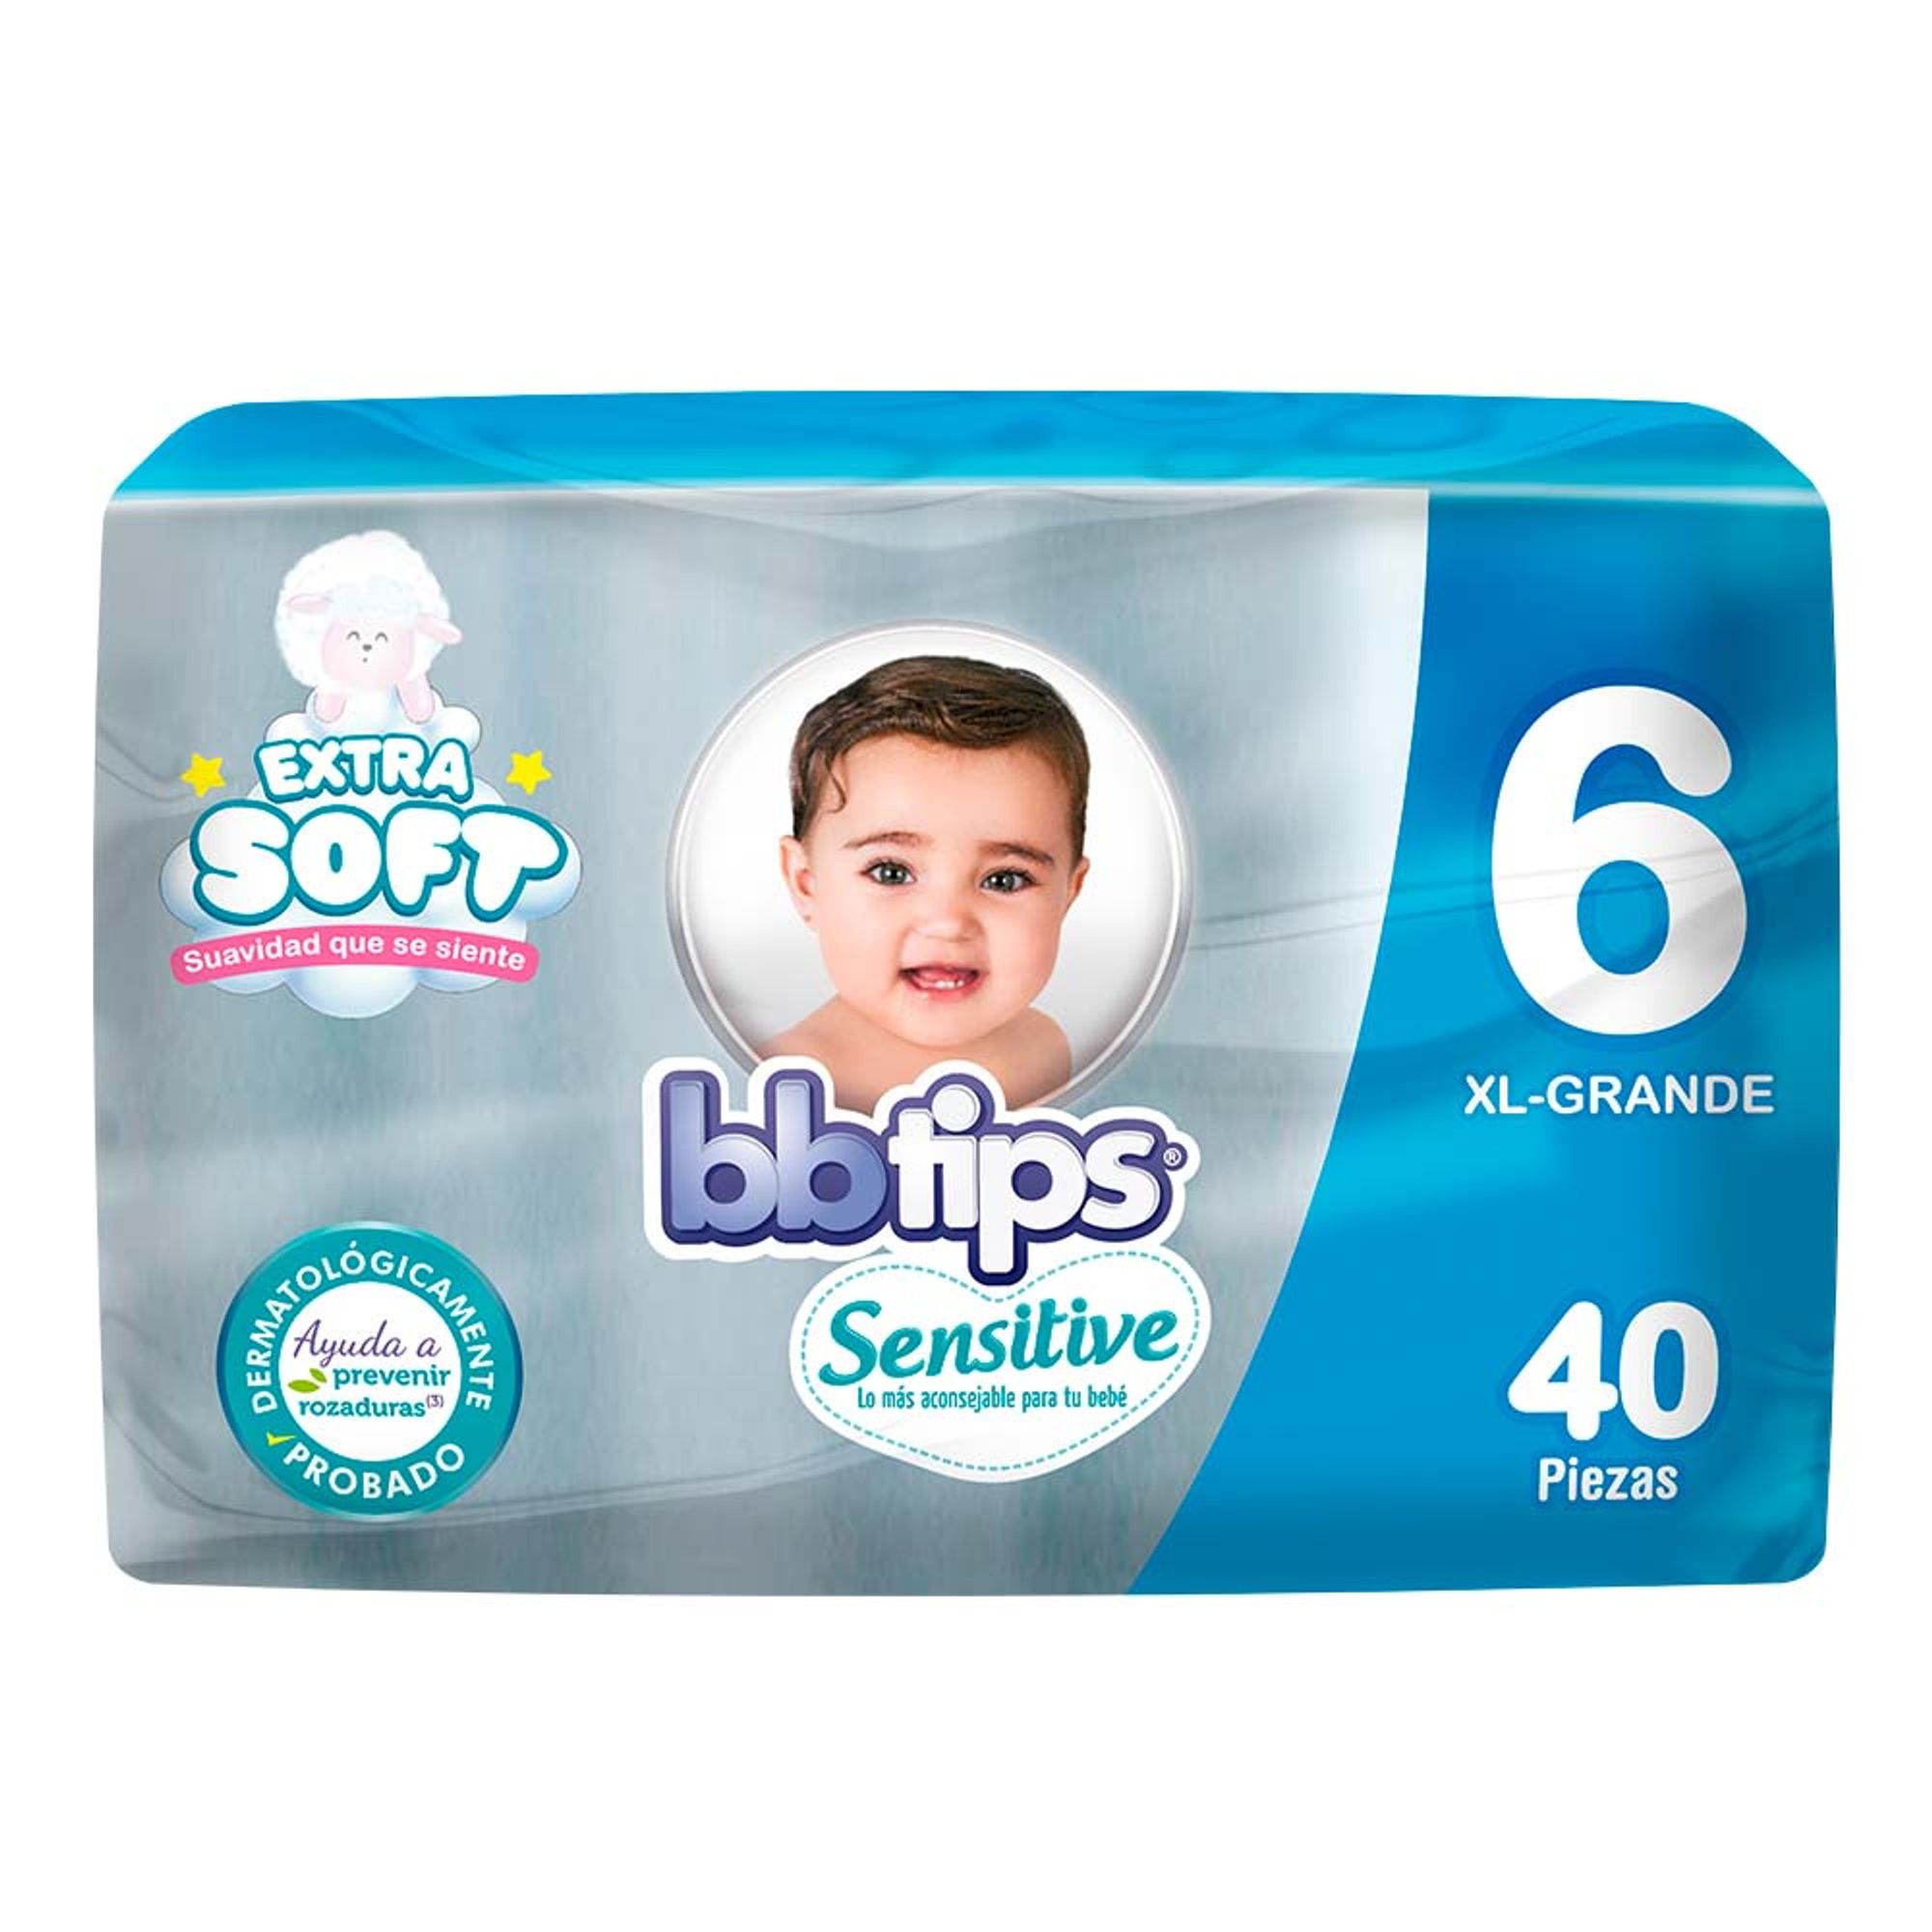 EXTRA
SOFT
Suavidad que se siente
6
XL-GRANDE
bbtips®
Sensitive
Lo más aconsejable para tu bebé
DERMATOLÓGICAMENTE
Ayuda a
prevenir
rozaduras(3)
PROBADO
40
Piezas